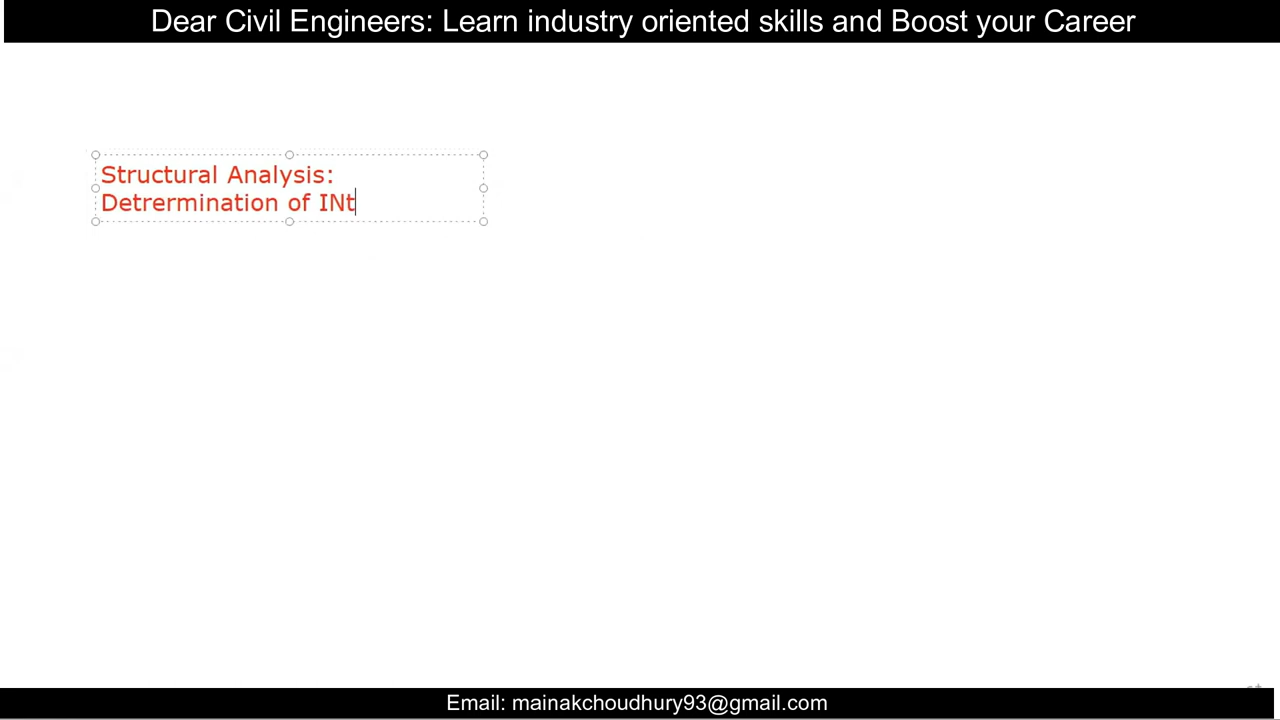 Dear Civil Engineers: Learn industry oriented skills and Boost your Career
Structural Analysis:
Detrermination of INt
Email: mainakchoudhury93@gmail.com